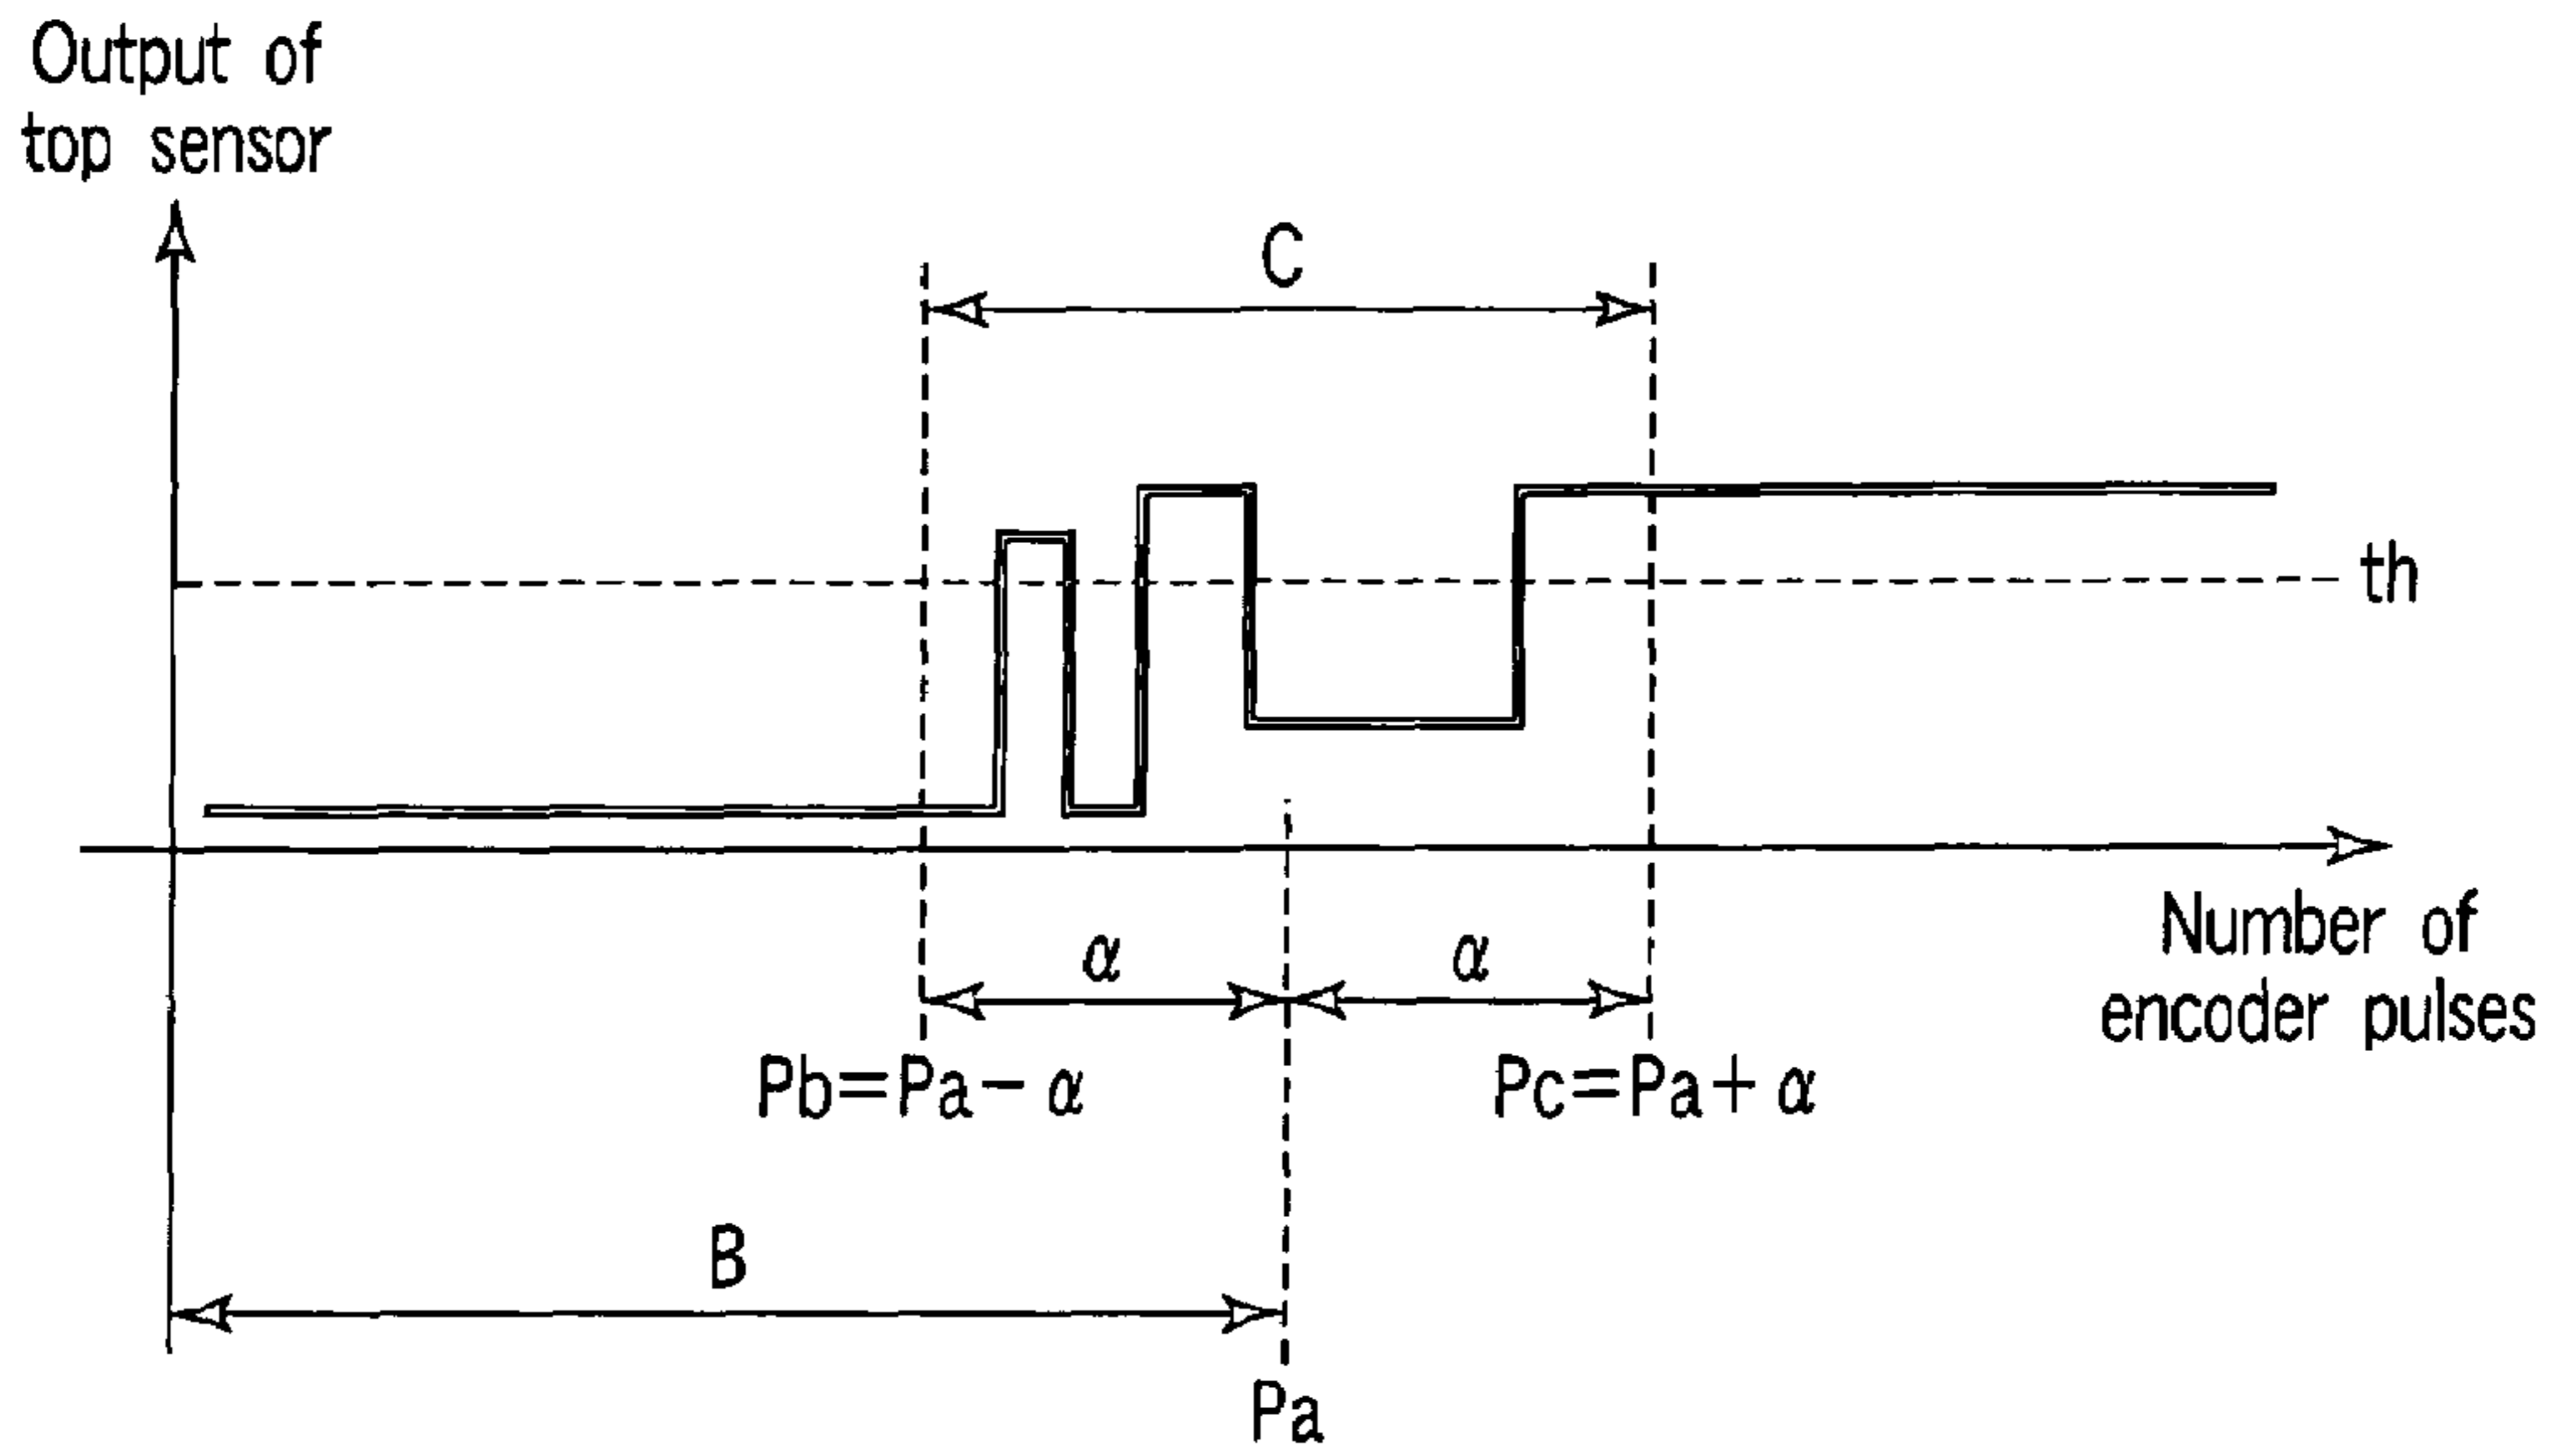 Output of
top sensor
C
th
Number of
encoder pulses
α
α
Pb=Pa- α
Pc=Pa+ α
B
Pa